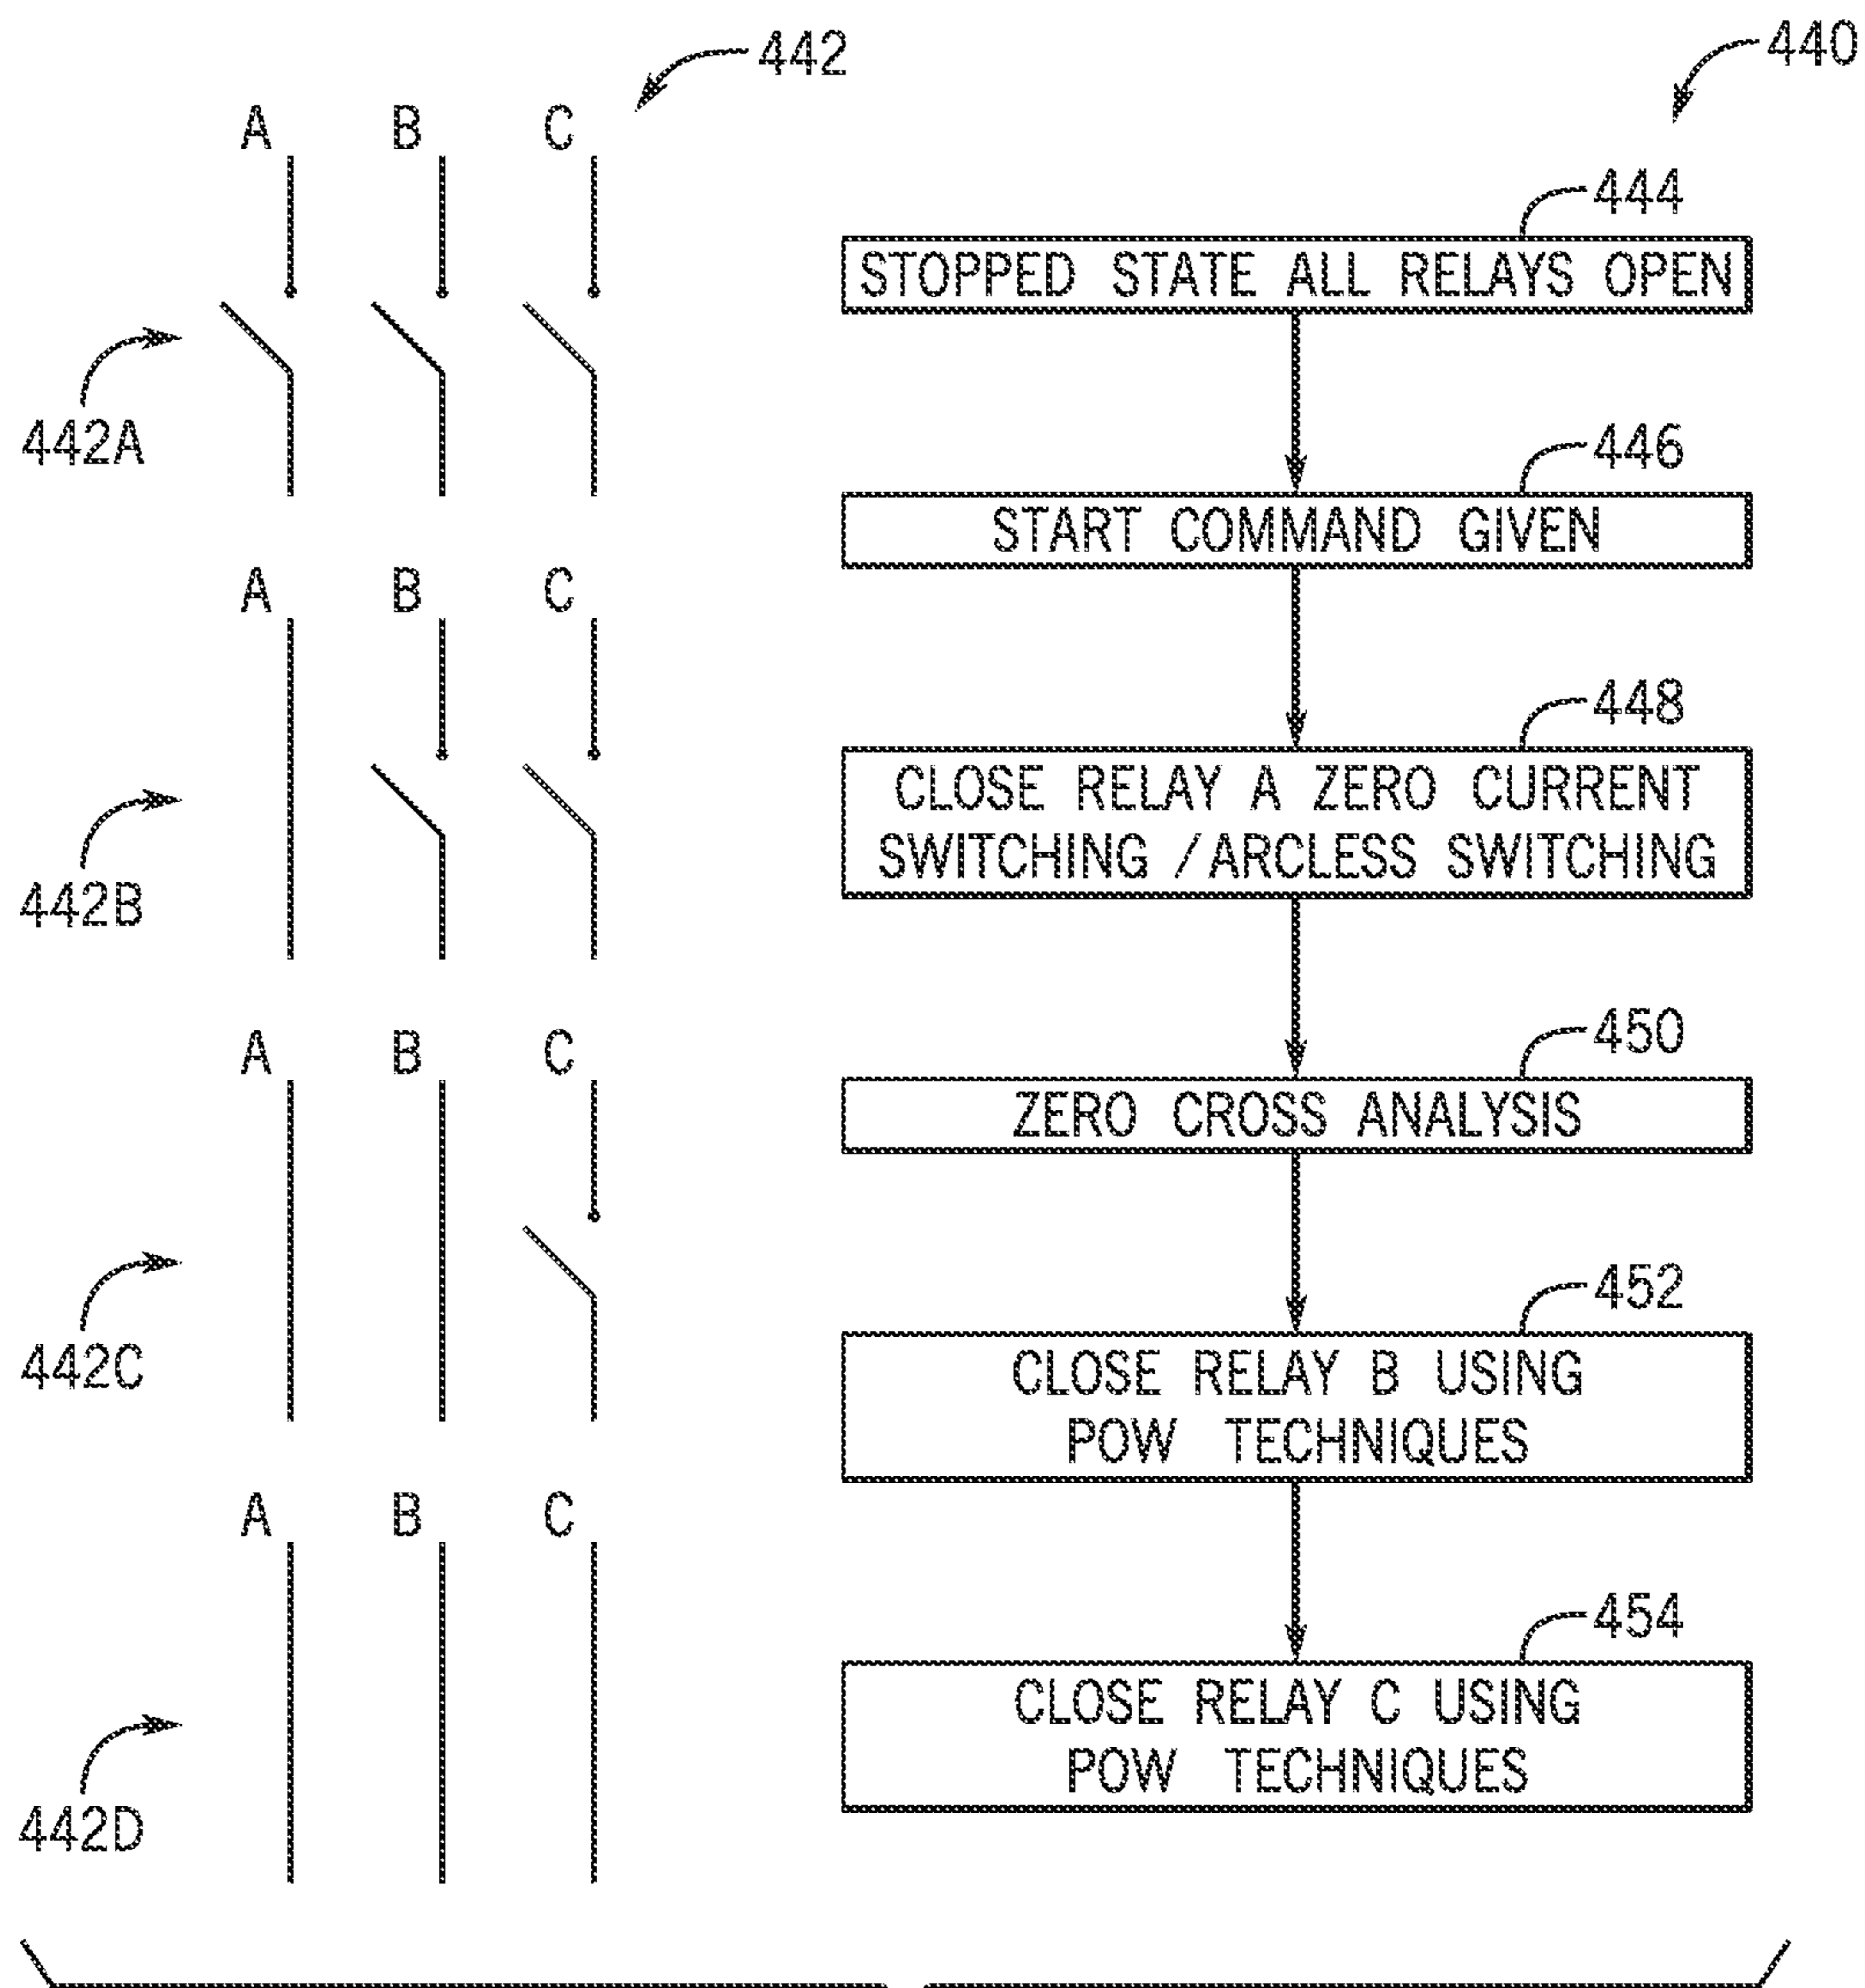 442
A B C
442A
A B C
442B
A B C
442C
A B C
442D
440
444
STOPPED STATE ALL RELAYS OPEN
446
START COMMAND GIVEN
448
CLOSE RELAY A ZERO CURRENT
SWITCHING / ARCLESS SWITCHING
450
ZERO CROSS ANALYSIS
452
CLOSE RELAY B USING
POW TECHNIQUES
454
CLOSE RELAY C USING
POW TECHNIQUES